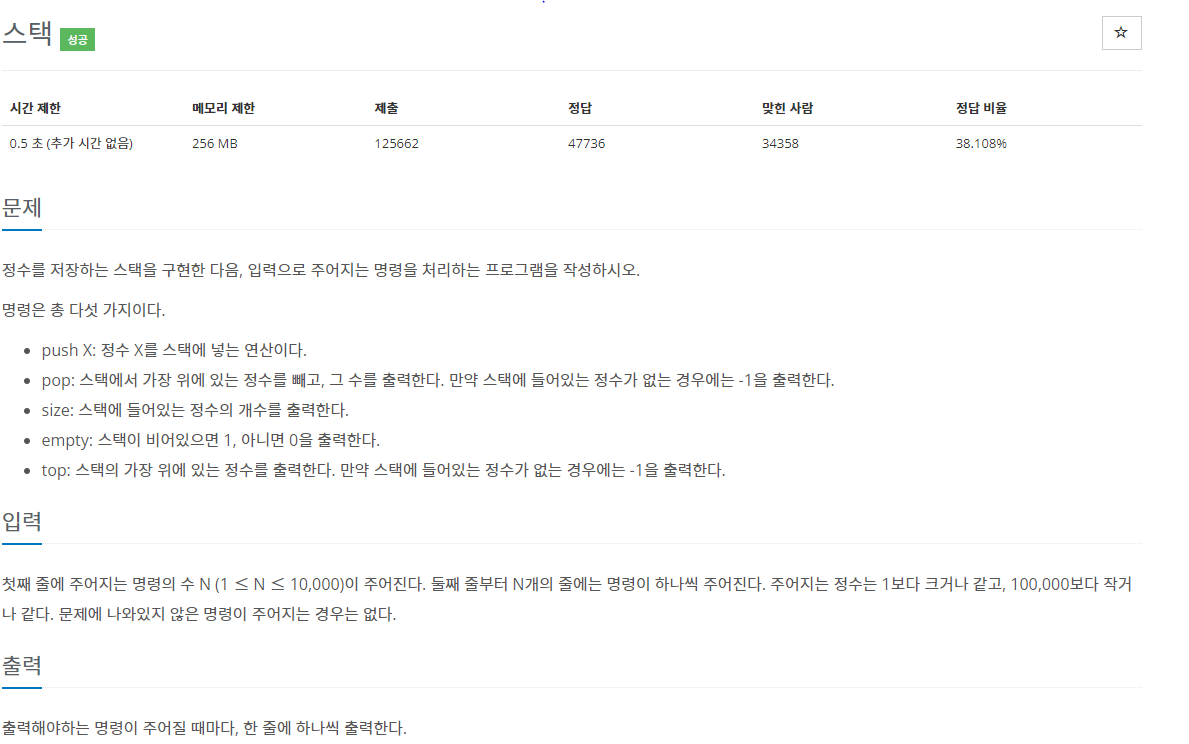 스택 성공
☆
시간 제한 메모리 제한 제출 정답 맞힌 사람 정답 비율
0.5 초 (추가 시간 없음) 256 MB 125662 47736 34358 38.108%
문제
정수를 저장하는 스택을 구현한 다음, 입력으로 주어지는 명령을 처리하는 프로그램을 작성하시오.
명령은 총 다섯 가지이다.
• push X: 정수 X를 스택에 넣는 연산이다.
• pop: 스택에서 가장 위에 있는 정수를 빼고, 그 수를 출력한다. 만약 스택에 들어있는 정수가 없는 경우에는 -1을 출력한다.
• size: 스택에 들어있는 정수의 개수를 출력한다.
• empty: 스택이 비어있으면 1, 아니면 0을 출력한다.
• top: 스택의 가장 위에 있는 정수를 출력한다. 만약 스택에 들어있는 정수가 없는 경우에는 -1을 출력한다.
입력
첫째 줄에 주어지는 명령의 수 N (1 ≤ N ≤ 10,000)이 주어진다. 둘째 줄부터 N개의 줄에는 명령이 하나씩 주어진다. 주어지는 정수는 1보다 크거나 같고, 100,000보다 작거
나 같다. 문제에 나와있지 않은 명령이 주어지는 경우는 없다.
출력
출력해야하는 명령이 주어질 때마다, 한 줄에 하나씩 출력한다.